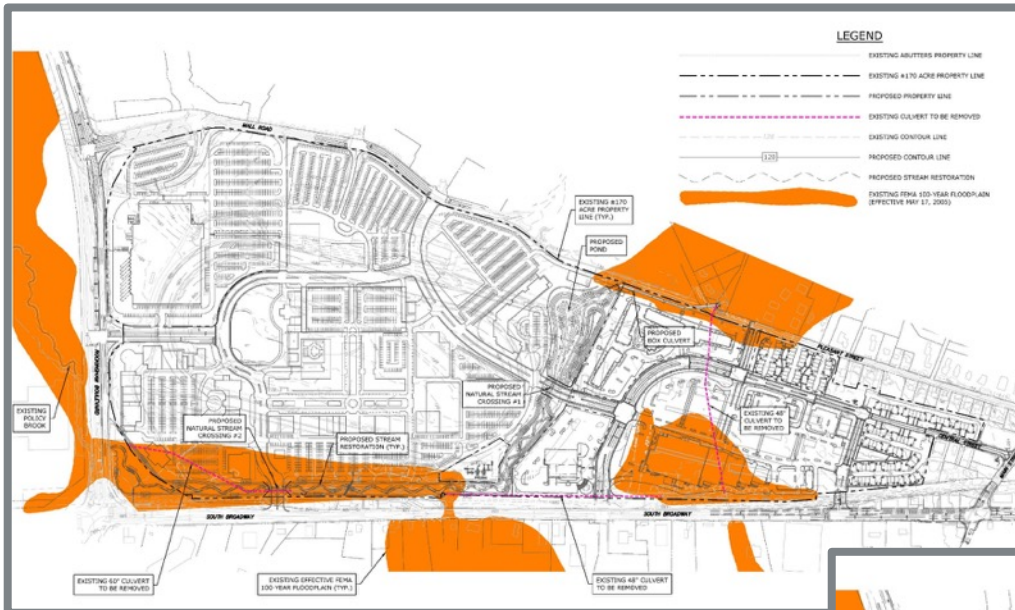 LEGEND
EXISTING ABUTTERS PROPERTY LINE
EXISTING ±170 ACRE PROPERTY LINE
PROPOSED PROPERTY LINE
EXISTING CULVERT TO BE REMOVED
EXISTING CONTOUR LINE
120
PROPOSED CONTOUR LINE
PROPOSED STREAM RESTORATION
EXISTING FEMA 100-YEAR FLOODPLAIN
(EFFECTIVE MAY 17, 2005)
MALL ROAD
EXISTING ±170
ACRE PROPERTY
LINE (TYP.)
PROPOSED
POND
PROPOSED
BOX CULVERT
PLEASANT STREET
ROCKINGHAM BOULEVARD
EXISTING
POLICY
BROOK
PROPOSED
NATURAL STREAM
CROSSING #2
PROPOSED STREAM
RESTORATION (TYP.)
PROPOSED
NATURAL STREAM
CROSSING #1
EXISTING 48"
CULVERT TO
BE REMOVED
CENTRAL STREET
SOUTH BROADWAY
SOUTH BROADWAY
EXISTING 60" CULVERT
TO BE REMOVED
EXISTING EFFECTIVE FEMA
100-YEAR FLOODPLAIN (TYP.)
EXISTING 48" CULVERT
TO BE REMOVED